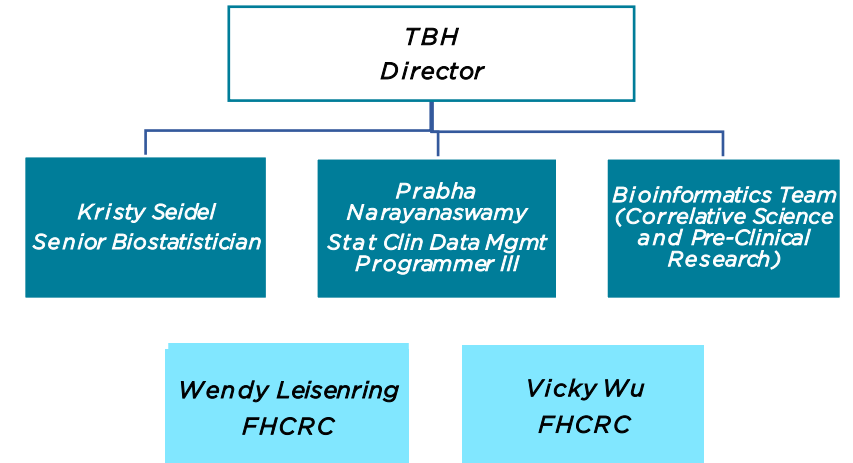 TBH
Director
Kristy Seidel
Senior Biostatistician
Prabha
Narayanaswamy
Stat Clin Data Mgmt
Programmer III
Bioinformatics Team
(Correlative Science
and Pre-Clinical
Research)
Wendy Leisenring
FHCRC
Vicky Wu
FHCRC